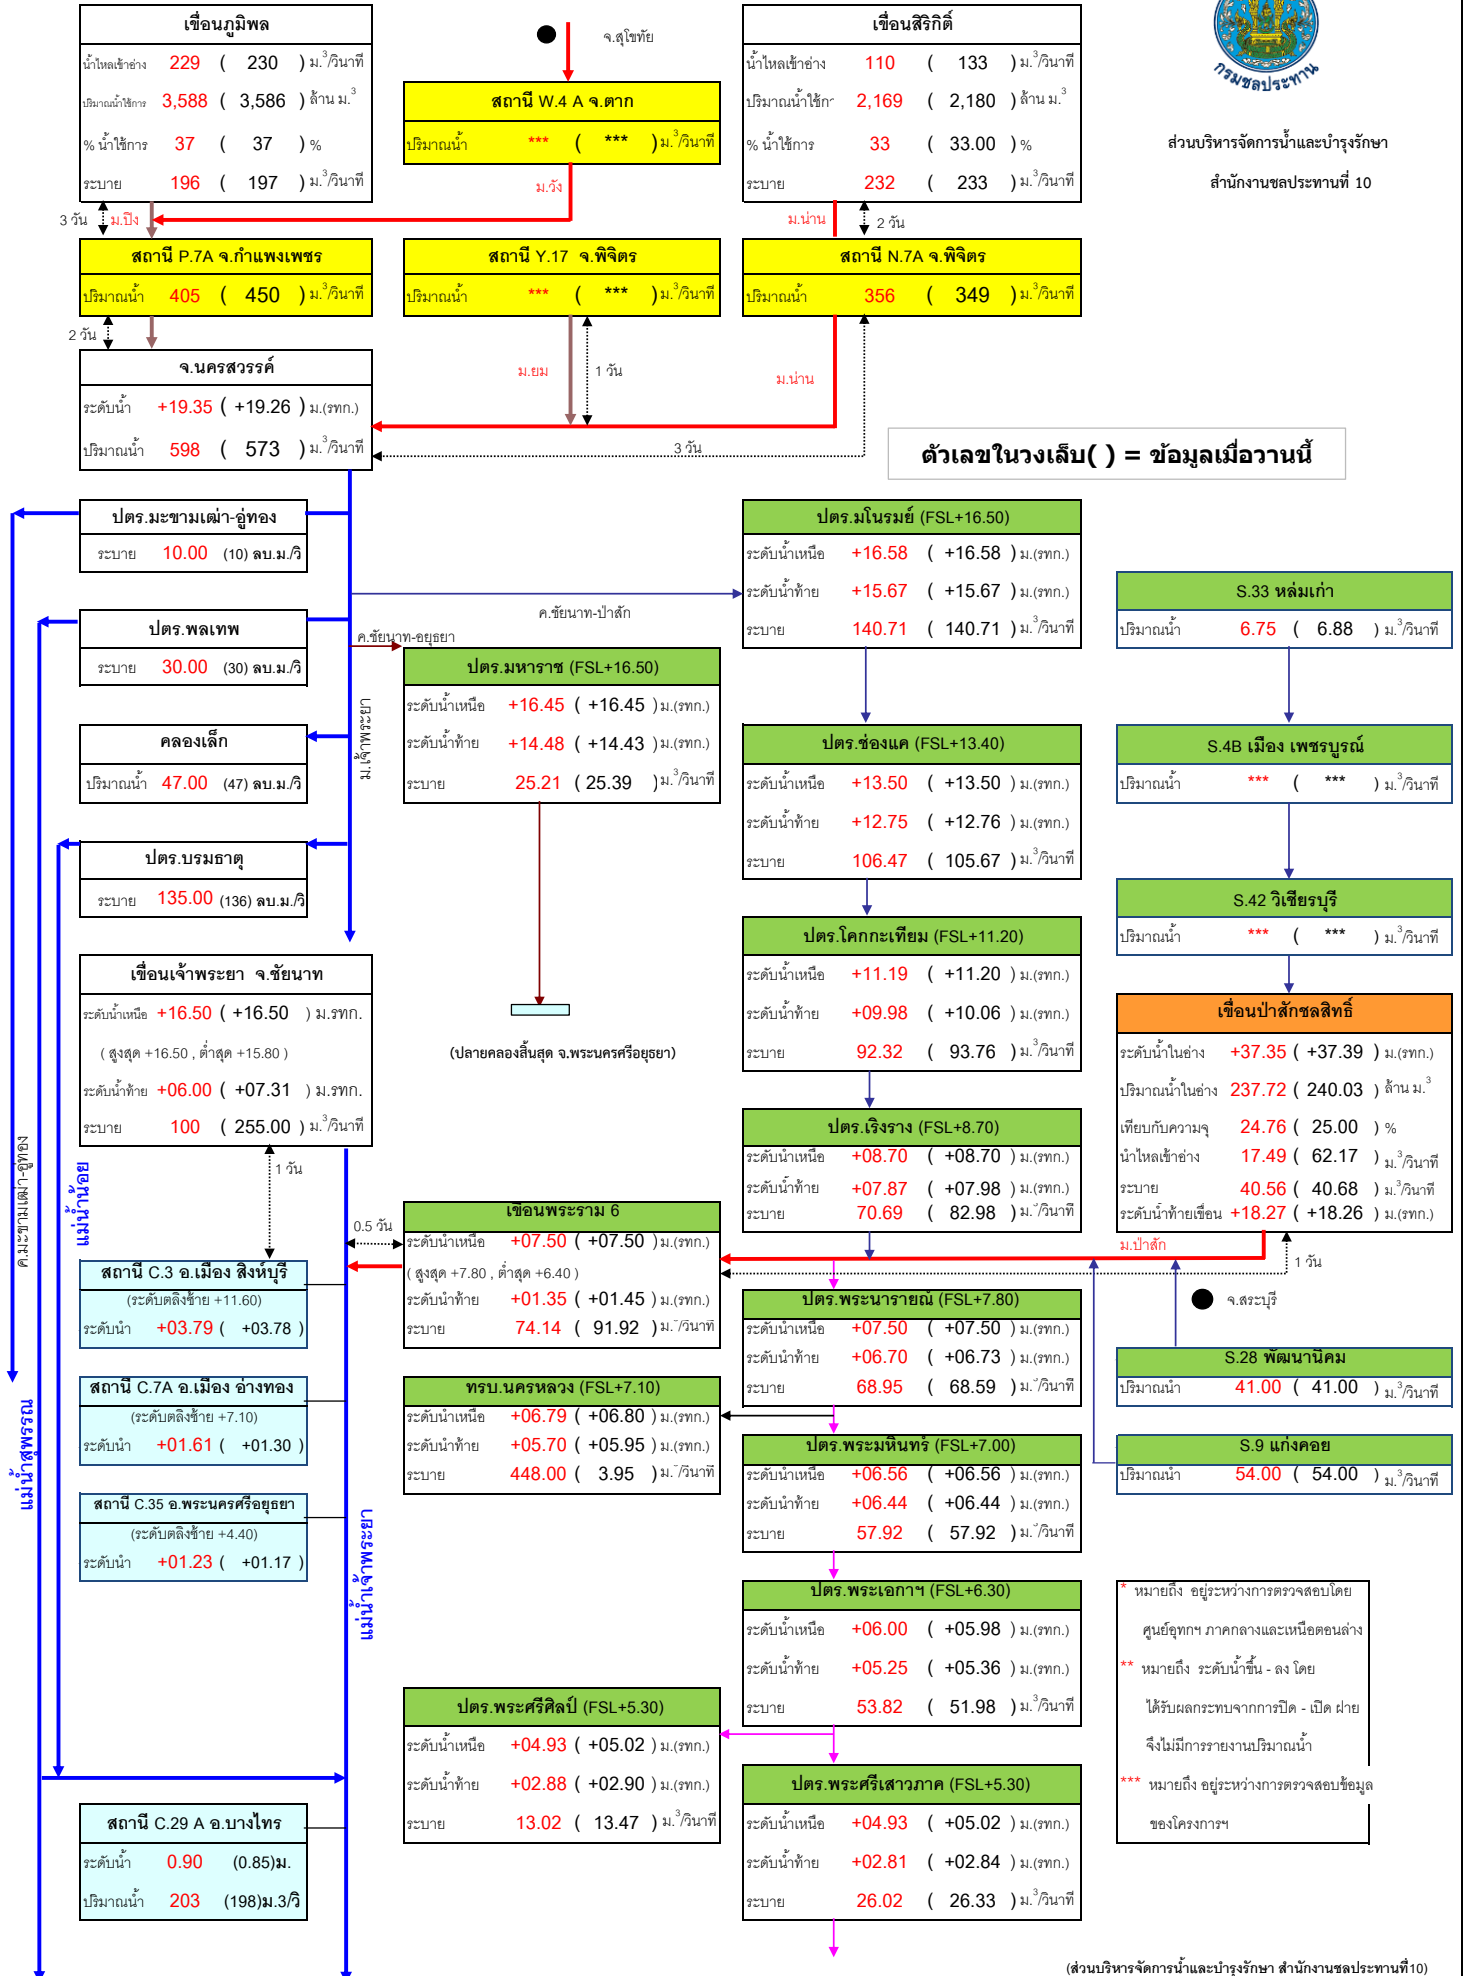 เขื่อนภูมิพล
น้ำไหลเข้าอ่าง 229 ( 230 ) ม.3/วินาที
ปริมาณน้ำใช้การ 3,588 ( 3,586 ) ล้าน ม.3
% น้ำใช้การ 37 ( 37 ) %
ระบาย 196 ( 197 ) ม.3/วินาที
จ.สุโขทัย
สถานี W.4 A จ.ตาก
ปริมาณน้ำ *** ( *** ) ม.3/วินาที
เขื่อนสิริกิติ์
น้ำไหลเข้าอ่าง 110 ( 133 ) ม.3/วินาที
ปริมาณน้ำใช้กา 2,169 ( 2,180 ) ล้าน ม.3
% น้ำใช้การ 33 ( 33.00 ) %
ระบาย 232 ( 233 ) ม.3/วินาที
กรมชลประทาน
ส่วนบริหารจัดการน้ำและบำรุงรักษา
สำนักงานชลประทานที่ 10
3 วัน ม.ปิง
ม.วัง
ม.น่าน 2 วัน
สถานี P.7A จ.กำแพงเพชร
ปริมาณน้ำ 405 ( 450 ) ม.3/วินาที
สถานี Y.17 จ.พิจิตร
ปริมาณน้ำ *** ( *** ) ม.3/วินาที
สถานี N.7A จ.พิจิตร
ปริมาณน้ำ 356 ( 349 ) ม.3/วินาที
2 วัน
ม.ยม 1 วัน
ม.น่าน
3 วัน
จ.นครสวรรค์
ระดับน้ำ +19.35 ( +19.26 ) ม.(รทก.)
ปริมาณน้ำ 598 ( 573 ) ม.3/วินาที
ตัวเลขในวงเล็บ( ) = ข้อมูลเมื่อวานนี้
ปตร.มะขามเฒ่า-อู่ทอง
ระบาย 10.00 (10) ลบ.ม./วิ
ปตร.พลเทพ
ระบาย 30.00 (30) ลบ.ม./วิ
คลองเล็ก
ปริมาณน้ำ 47.00 (47) ลบ.ม./วิ
ปตร.บรมธาตุ
ระบาย 135.00 (136) ลบ.ม./วิ
ค.ชัยนาท-ป่าสัก
ค.ชัยนาท-อยุธยา
ม.เจ้าพระยา
ปตร.มหาราช (FSL+16.50)
ระดับน้ำเหนือ +16.45 ( +16.45 ) ม.(รทก.)
ระดับน้ำท้าย +14.48 ( +14.43 ) ม.(รทก.)
ระบาย 25.21 ( 25.39 ) ม.3/วินาที
(ปลายคลองสิ้นสุด จ.พระนครศรีอยุธยา)
ปตร.มโนรมย์ (FSL+16.50)
ระดับน้ำเหนือ +16.58 ( +16.58 ) ม.(รทก.)
ระดับน้ำท้าย +15.67 ( +15.67 ) ม.(รทก.)
ระบาย 140.71 ( 140.71 ) ม.3/วินาที
ปตร.ช่องแค (FSL+13.40)
ระดับน้ำเหนือ +13.50 ( +13.50 ) ม.(รทก.)
ระดับน้ำท้าย +12.75 ( +12.76 ) ม.(รทก.)
ระบาย 106.47 ( 105.67 ) ม.3/วินาที
ปตร.โคกกะเทียม (FSL+11.20)
ระดับน้ำเหนือ +11.19 ( +11.20 ) ม.(รทก.)
ระดับน้ำท้าย +09.98 ( +10.06 ) ม.(รทก.)
ระบาย 92.32 ( 93.76 ) ม.3/วินาที
ปตร.เริงราง (FSL+8.70)
ระดับน้ำเหนือ +08.70 ( +08.70 ) ม.(รทก.)
ระดับน้ำท้าย +07.87 ( +07.98 ) ม.(รทก.)
ระบาย 70.69 ( 82.98 ) ม.3/วินาที
S.33 หล่มเก่า
ปริมาณน้ำ 6.75 ( 6.88 ) ม.3/วินาที
S.4B เมือง เพชรบูรณ์
ปริมาณน้ำ *** ( *** ) ม.3/วินาที
S.42 วิเชียรบุรี
ปริมาณน้ำ *** ( *** ) ม.3/วินาที
เขื่อนป่าสักชลสิทธิ์
ระดับน้ำในอ่าง +37.35 ( +37.39 ) ม.(รทก.)
ปริมาณน้ำในอ่าง 237.72 ( 240.03 ) ล้าน ม.3
เทียบกับความจุ 24.76 ( 25.00 ) %
น้ำไหลเข้าอ่าง 17.49 ( 62.17 ) ม.3/วินาที
ระบาย 40.56 ( 40.68 ) ม.3/วินาที
ระดับน้ำท้ายเขื่อน +18.27 ( +18.26 ) ม.(รทก.)
เขื่อนเจ้าพระยา จ.ชัยนาท
ระดับน้ำเหนือ +16.50 ( +16.50 ) ม.รทก.
( สูงสุด +16.50 , ต่ำสุด +15.80 )
ระดับน้ำท้าย +06.00 ( +07.31 ) ม.รทก.
ระบาย 100 ( 255.00 ) ม.3/วินาที
ค.มะขามเฒ่า-อู่ทอง
แม่น้ำน้อย
1 วัน
0.5 วัน
เขื่อนพระราม 6
ระดับน้ำเหนือ +07.50 ( +07.50 ) ม.(รทก.)
( สูงสุด +7.80 , ต่ำสุด +6.40 )
ระดับน้ำท้าย +01.35 ( +01.45 ) ม.(รทก.)
ระบาย 74.14 ( 91.92 ) ม.3/วินาที
ม.ป่าสัก
1 วัน
จ.สระบุรี
สถานี C.3 อ.เมือง สิงห์บุรี
(ระดับตลิ่งซ้าย +11.60)
ระดับน้ำ +03.79 ( +03.78 )
สถานี C.7A อ.เมือง อ่างทอง
(ระดับตลิ่งซ้าย +7.10)
ระดับน้ำ +01.61 ( +01.30 )
สถานี C.35 อ.พระนครศรีอยุธยา
(ระดับตลิ่งซ้าย +4.40)
ระดับน้ำ +01.23 ( +01.17 )
แม่น้ำสุพรรณ
แม่น้ำเจ้าพระยา
ทรบ.นครหลวง (FSL+7.10)
ระดับน้ำเหนือ +06.79 ( +06.80 ) ม.(รทก.)
ระดับน้ำท้าย +05.70 ( +05.95 ) ม.(รทก.)
ระบาย 448.00 ( 3.95 ) ม.3/วินาที
ปตร.พระนารายณ์ (FSL+7.80)
ระดับน้ำเหนือ +07.50 ( +07.50 ) ม.(รทก.)
ระดับน้ำท้าย +06.70 ( +06.73 ) ม.(รทก.)
ระบาย 68.95 ( 68.59 ) ม.3/วินาที
ปตร.พระมหินทร์ (FSL+7.00)
ระดับน้ำเหนือ +06.56 ( +06.56 ) ม.(รทก.)
ระดับน้ำท้าย +06.44 ( +06.44 ) ม.(รทก.)
ระบาย 57.92 ( 57.92 ) ม.3/วินาที
S.28 พัฒนานิคม
ปริมาณน้ำ 41.00 ( 41.00 ) ม.3/วินาที
S.9 แก่งคอย
ปริมาณน้ำ 54.00 ( 54.00 ) ม.3/วินาที
ปตร.พระเอกาฯ (FSL+6.30)
ระดับน้ำเหนือ +06.00 ( +05.98 ) ม.(รทก.)
ระดับน้ำท้าย +05.25 ( +05.36 ) ม.(รทก.)
ระบาย 53.82 ( 51.98 ) ม.3/วินาที
* หมายถึง อยู่ระหว่างการตรวจสอบโดย
ศูนย์อุทกฯ ภาคกลางและเหนือตอนล่าง
** หมายถึง ระดับน้ำขึ้น - ลง โดย
ได้รับผลกระทบจากการปิด - เปิด ฝาย
จึงไม่มีการรายงานปริมาณน้ำ
*** หมายถึง อยู่ระหว่างการตรวจสอบข้อมูล
ของโครงการฯ
ปตร.พระศรีศิลป์ (FSL+5.30)
ระดับน้ำเหนือ +04.93 ( +05.02 ) ม.(รทก.)
ระดับน้ำท้าย +02.88 ( +02.90 ) ม.(รทก.)
ระบาย 13.02 ( 13.47 ) ม.3/วินาที
ปตร.พระศรีเสาวภาค (FSL+5.30)
ระดับน้ำเหนือ +04.93 ( +05.02 ) ม.(รทก.)
ระดับน้ำท้าย +02.81 ( +02.84 ) ม.(รทก.)
ระบาย 26.02 ( 26.33 ) ม.3/วินาที
สถานี C.29 A อ.บางไทร
ระดับน้ำ 0.90 (0.85)ม.
ปริมาณน้ำ 203 (198)ม.3/วิ
(ส่วนบริหารจัดการน้ำและบำรุงรักษา สำนักงานชลประทานที่10)